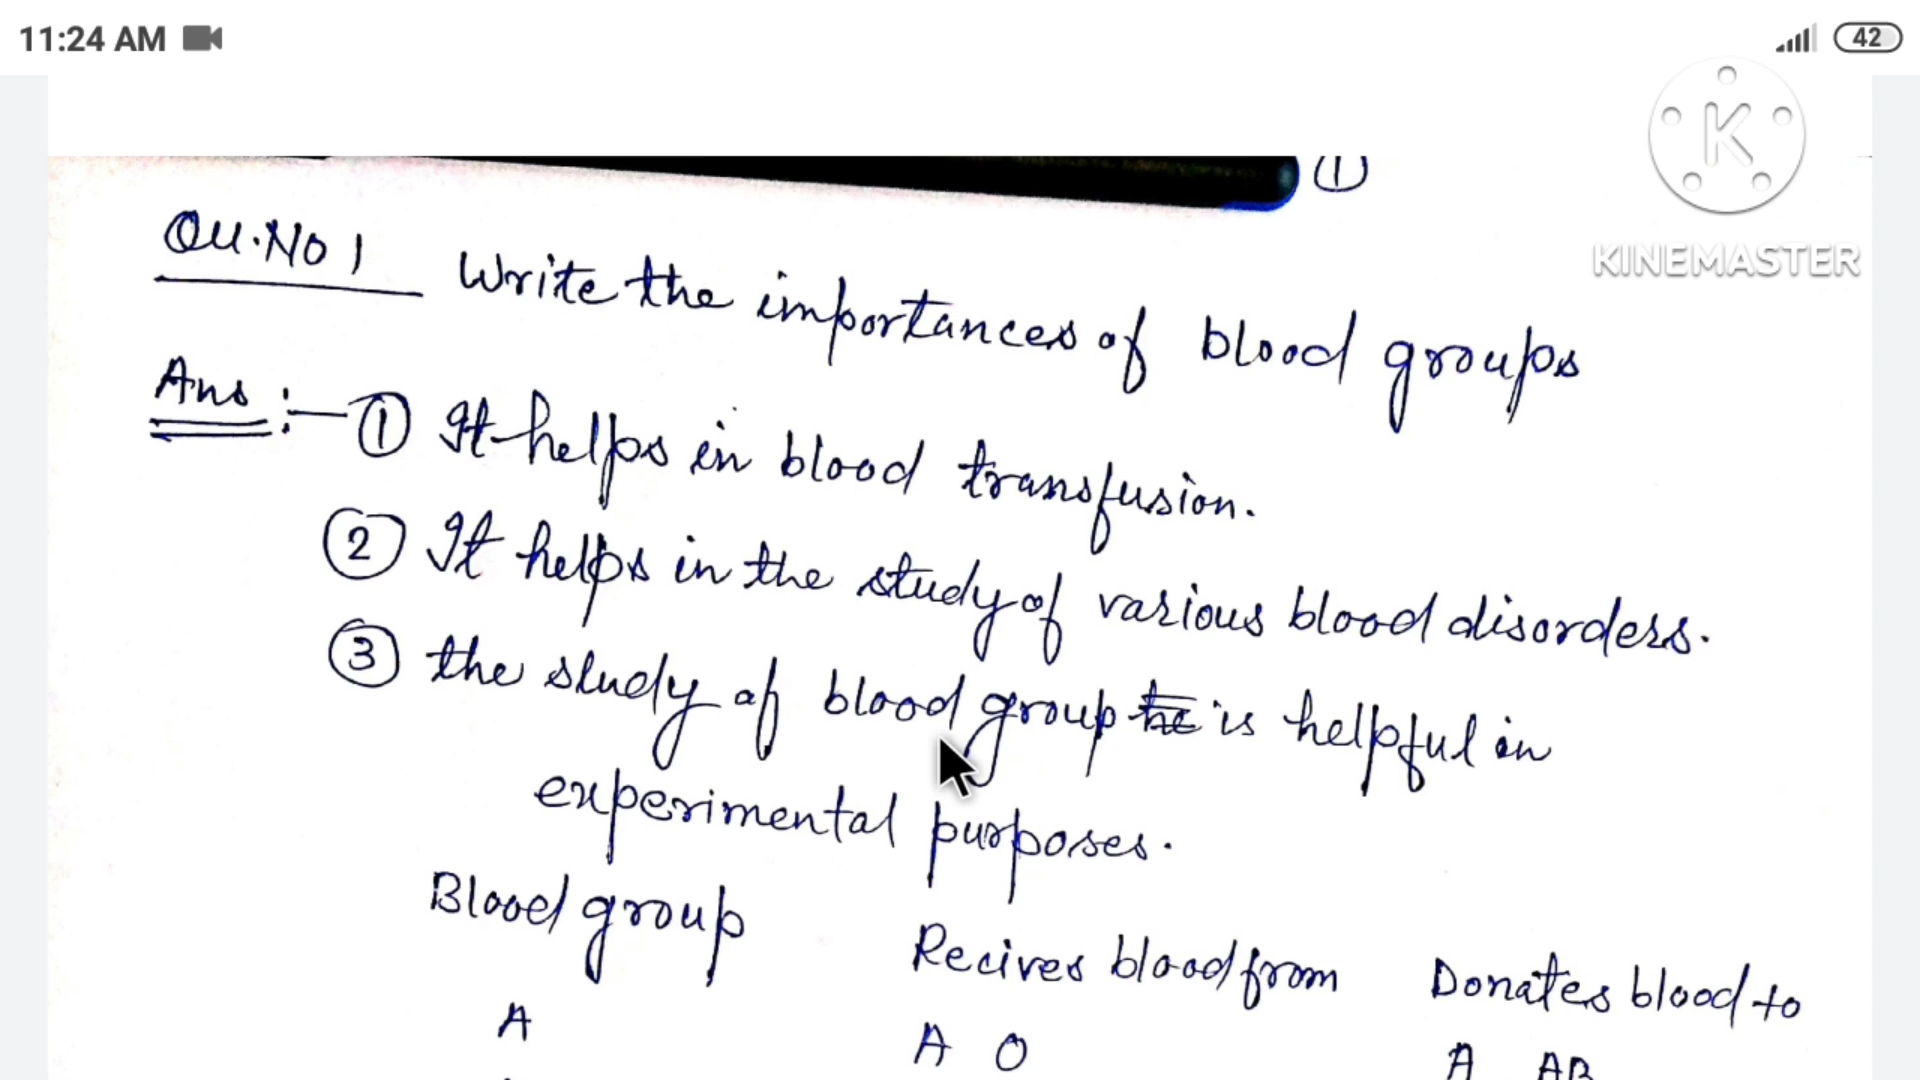 11:24 AM
42
K
KINEMASTER
①
QU.NO 1 Write the importances of blood groups
Ans :- ① It helps in blood transfusion.
② It helps in the study of various blood disorders.
③ the study of blood group is helpful in
experimental purposes.
Blood group Recives blood from Donates blood to
A A O A AB